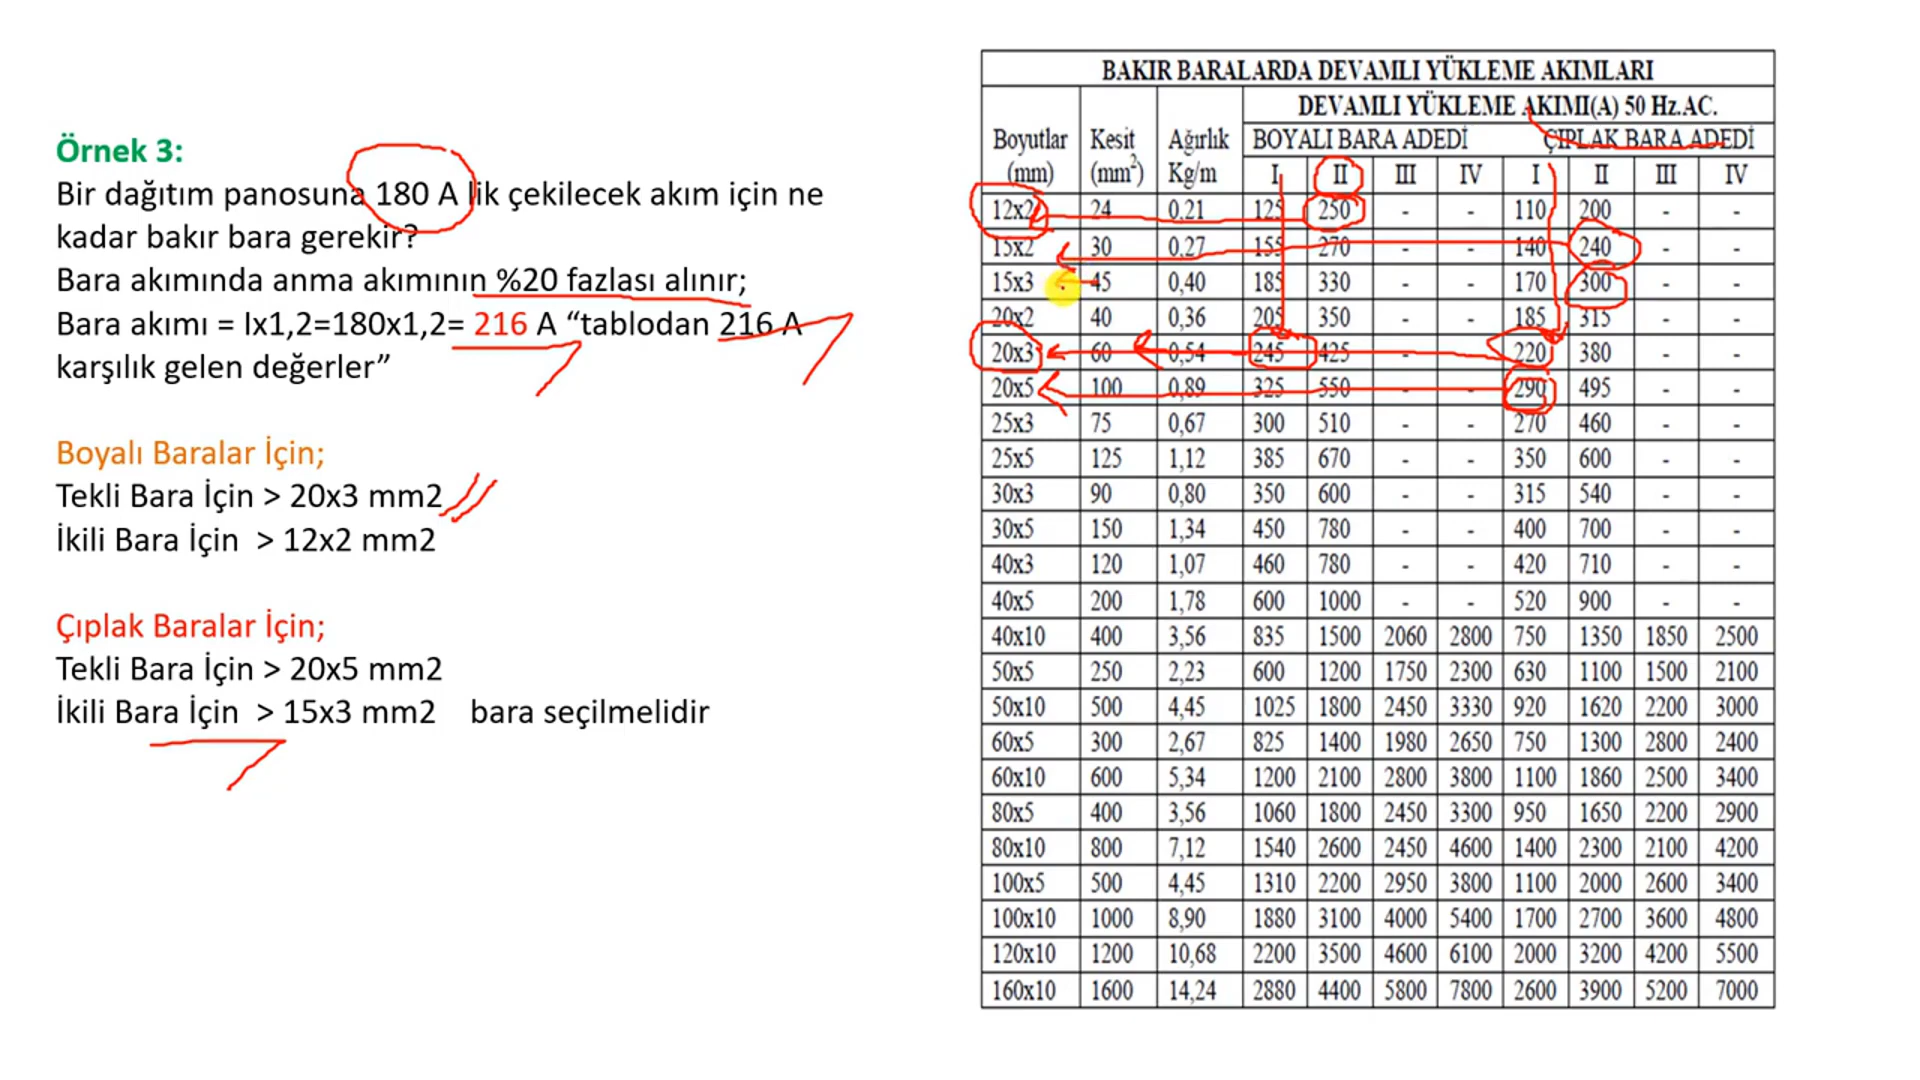 Örnek 3:
Bir dağıtım panosuna 180 A lik çekilecek akım için ne
kadar bakır bara gerekir?
Bara akımında anma akımının %20 fazlası alınır;
Bara akımı = Ix1,2=180x1,2= 216 A “tablodan 216 A
karşılık gelen değerler”
Boyalı Baralar İçin;
Tekli Bara İçin > 20x3 mm2
İkili Bara İçin > 12x2 mm2
Çıplak Baralar İçin;
Tekli Bara İçin > 20x5 mm2
İkili Bara İçin > 15x3 mm2 bara seçilmelidir
BAKIR BARALARDA DEVAMLI YÜKLEME AKIMLARI
DEVAMLI YÜKLEME AKIMI(A) 50 Hz.AC.
Boyutlar Kesit Ağırlık BOYALI BARA ADEDİ ÇIPLAK BARA ADEDİ
(mm) (mm2) Kg/m I II III IV I II III IV
12x2 24 0,21 125 250 - - 110 200 - -
15x2 30 0,27 155 270 - - 140 240 - -
15x3 45 0,40 185 330 - - 170 300 - -
20x2 40 0,36 205 350 - - 185 315 - -
20x3 60 0,54 245 425 - - 220 380 - -
20x5 100 0,89 325 550 - - 290 495 - -
25x3 75 0,67 300 510 - - 270 460 - -
25x5 125 1,12 385 670 - - 350 600 - -
30x3 90 0,80 350 600 - - 315 540 - -
30x5 150 1,34 450 780 - - 400 700 - -
40x3 120 1,07 460 780 - - 420 710 - -
40x5 200 1,78 600 1000 - - 520 900 - -
40x10 400 3,56 835 1500 2060 2800 750 1350 1850 2500
50x5 250 2,23 600 1200 1750 2300 630 1100 1500 2100
50x10 500 4,45 1025 1800 2450 3330 920 1620 2200 3000
60x5 300 2,67 825 1400 1980 2650 750 1300 2800 2400
60x10 600 5,34 1200 2100 2800 3800 1100 1860 2500 3400
80x5 400 3,56 1060 1800 2450 3300 950 1650 2200 2900
80x10 800 7,12 1540 2600 2450 4600 1400 2300 2100 4200
100x5 500 4,45 1310 2200 2950 3800 1100 2000 2600 3400
100x10 1000 8,90 1880 3100 4000 5400 1700 2700 3600 4800
120x10 1200 10,68 2200 3500 4600 6100 2000 3200 4200 5500
160x10 1600 14,24 2880 4400 5800 7800 2600 3900 5200 7000